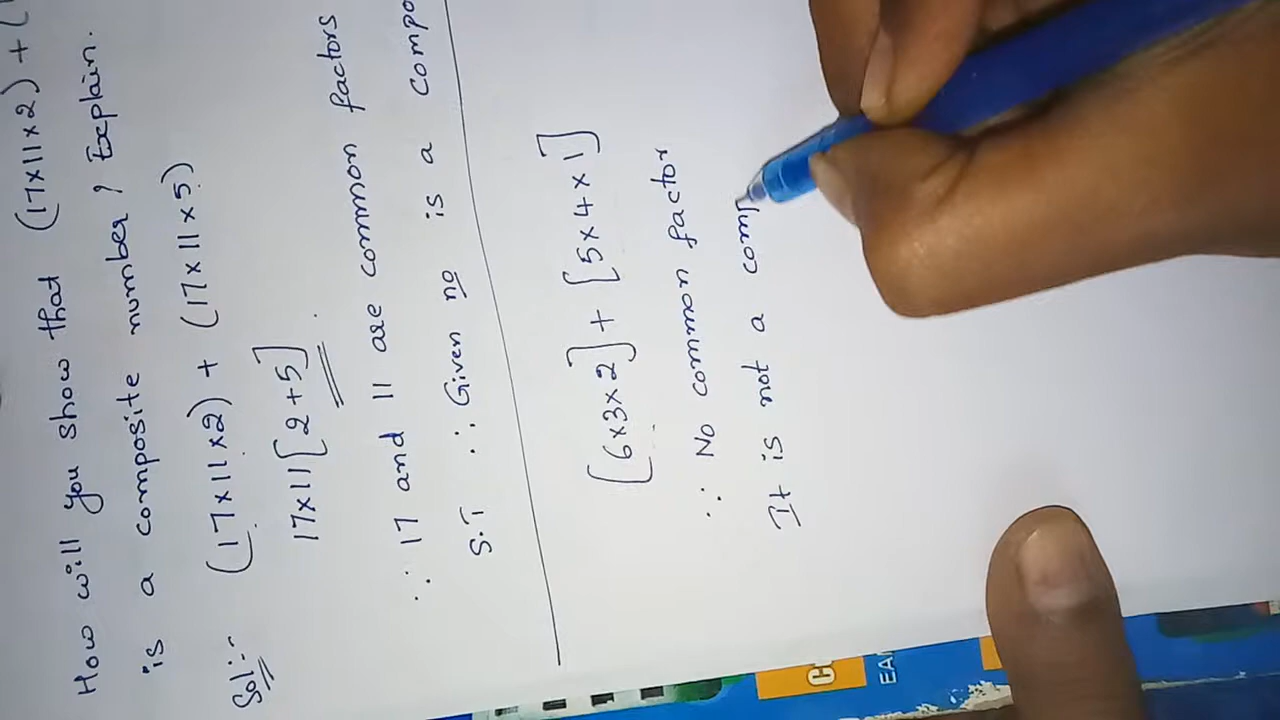 How will you show that (17×11×2) + (
is a composite number? Explain.
Sol:- (17×11×2) + (17×11×5)
17×11[2+5]
∴ 17 and 11 are common factors
S.T ∴ Given no is a compo
[6×3×2] + [5×4×1]
∴ No common factor
It is not a com